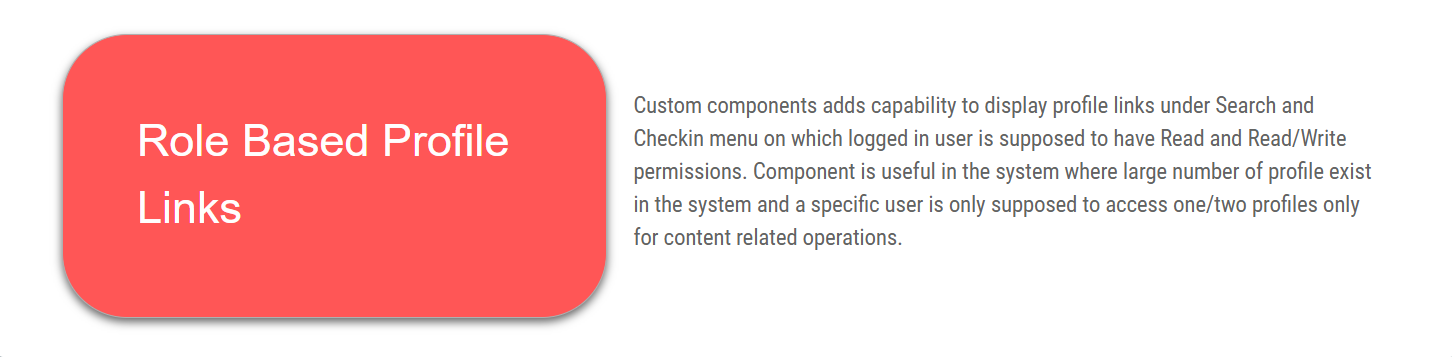 Role Based Profile
Links
Custom components adds capability to display profile links under Search and
Checkin menu on which logged in user is supposed to have Read and Read/Write
permissions. Component is useful in the system where large number of profile exist
in the system and a specific user is only supposed to access one/two profiles only
for content related operations.